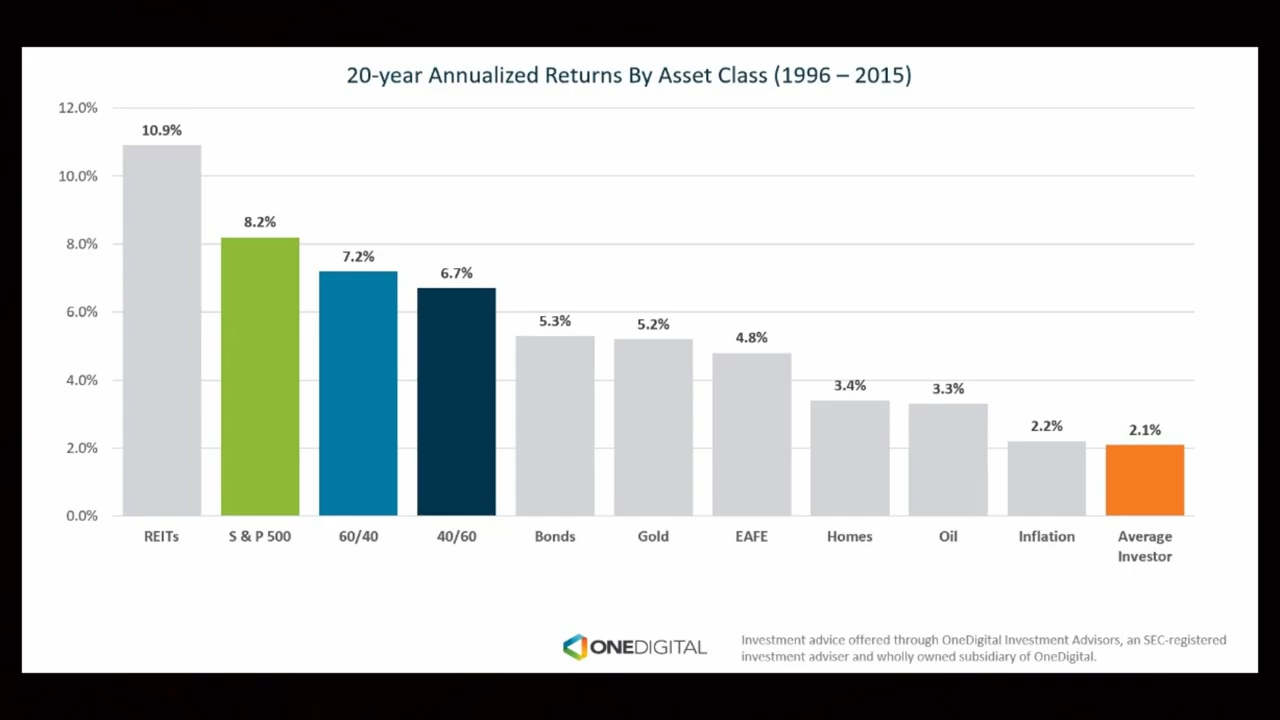 20-year Annualized Returns By Asset Class (1996 – 2015)
12.0%
10.0%
8.0%
6.0%
4.0%
2.0%
0.0%
10.9%
8.2%
7.2%
6.7%
5.3%
5.2%
4.8%
3.4%
3.3%
2.2%
2.1%
REITs
S & P 500
60/40
40/60
Bonds
Gold
EAFE
Homes
Oil
Inflation
Average
Investor
ONEDIGITAL
Investment advice offered through OneDigital Investment Advisors, an SEC-registered
investment adviser and wholly owned subsidiary of OneDigital.